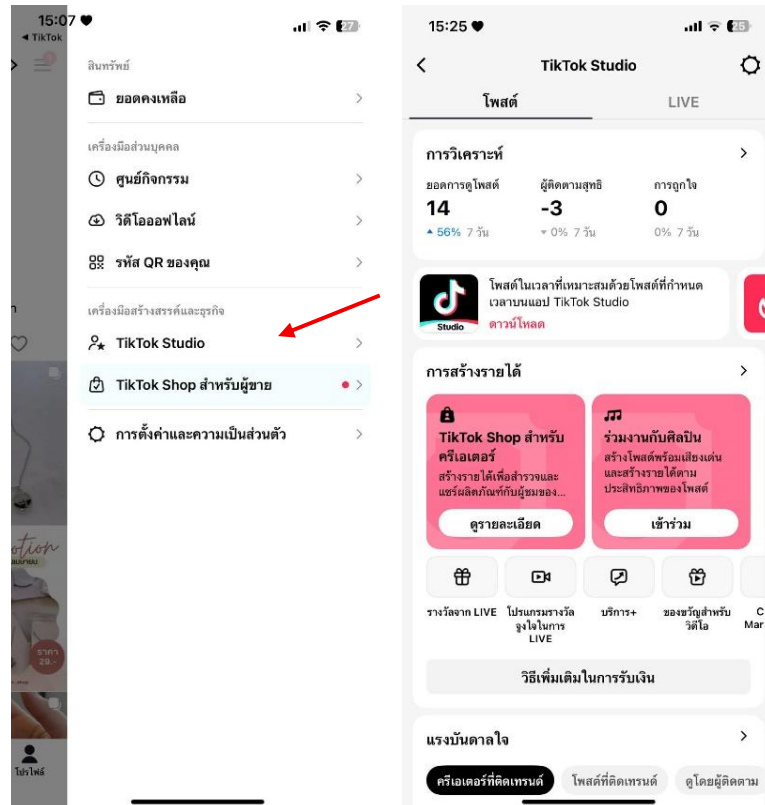 15:07
27
TikTok
สินทรัพย์
ยอดคงเหลือ
เครื่องมือส่วนบุคคล
ศูนย์กิจกรรม
วิดีโอออฟไลน์
รหัส QR ของคุณ
เครื่องมือสร้างสรรค์และธุรกิจ
TikTok Studio
TikTok Shop สำหรับผู้ขาย
การตั้งค่าและความเป็นส่วนตัว
ราคา
29.-
โปรไฟล์
15:25
25
TikTok Studio
โพสต์
LIVE
การวิเคราะห์
ยอดการดูโพสต์
ผู้ติดตามสุทธิ
การถูกใจ
14
-3
0
56% 7 วัน
0% 7 วัน
0% 7 วัน
โพสต์ในเวลาที่เหมาะสมด้วยโพสต์ที่กำหนด
เวลาบนแอป TikTok Studio
ดาวน์โหลด
Studio
การสร้างรายได้
TikTok Shop สำหรับ
ครีเอเตอร์
สร้างรายได้เพื่อสำรวจและ
แชร์ผลิตภัณฑ์กับผู้ชมของ...
ดูรายละเอียด
ร่วมงานกับศิลปิน
สร้างโพสต์พร้อมเสียงเด่น
และสร้างรายได้ตาม
ประสิทธิภาพของโพสต์
เข้าร่วม
รางวัลจาก LIVE
โปรแกรมรางวัล
จูงใจในการ
LIVE
บริการ+
ของขวัญสำหรับ
วิดีโอ
C
Mar
วิธีเพิ่มเติมในการรับเงิน
แรงบันดาลใจ
ครีเอเตอร์ที่ติดเทรนด์
โพสต์ที่ติดเทรนด์
ดูโดยผู้ติดตาม